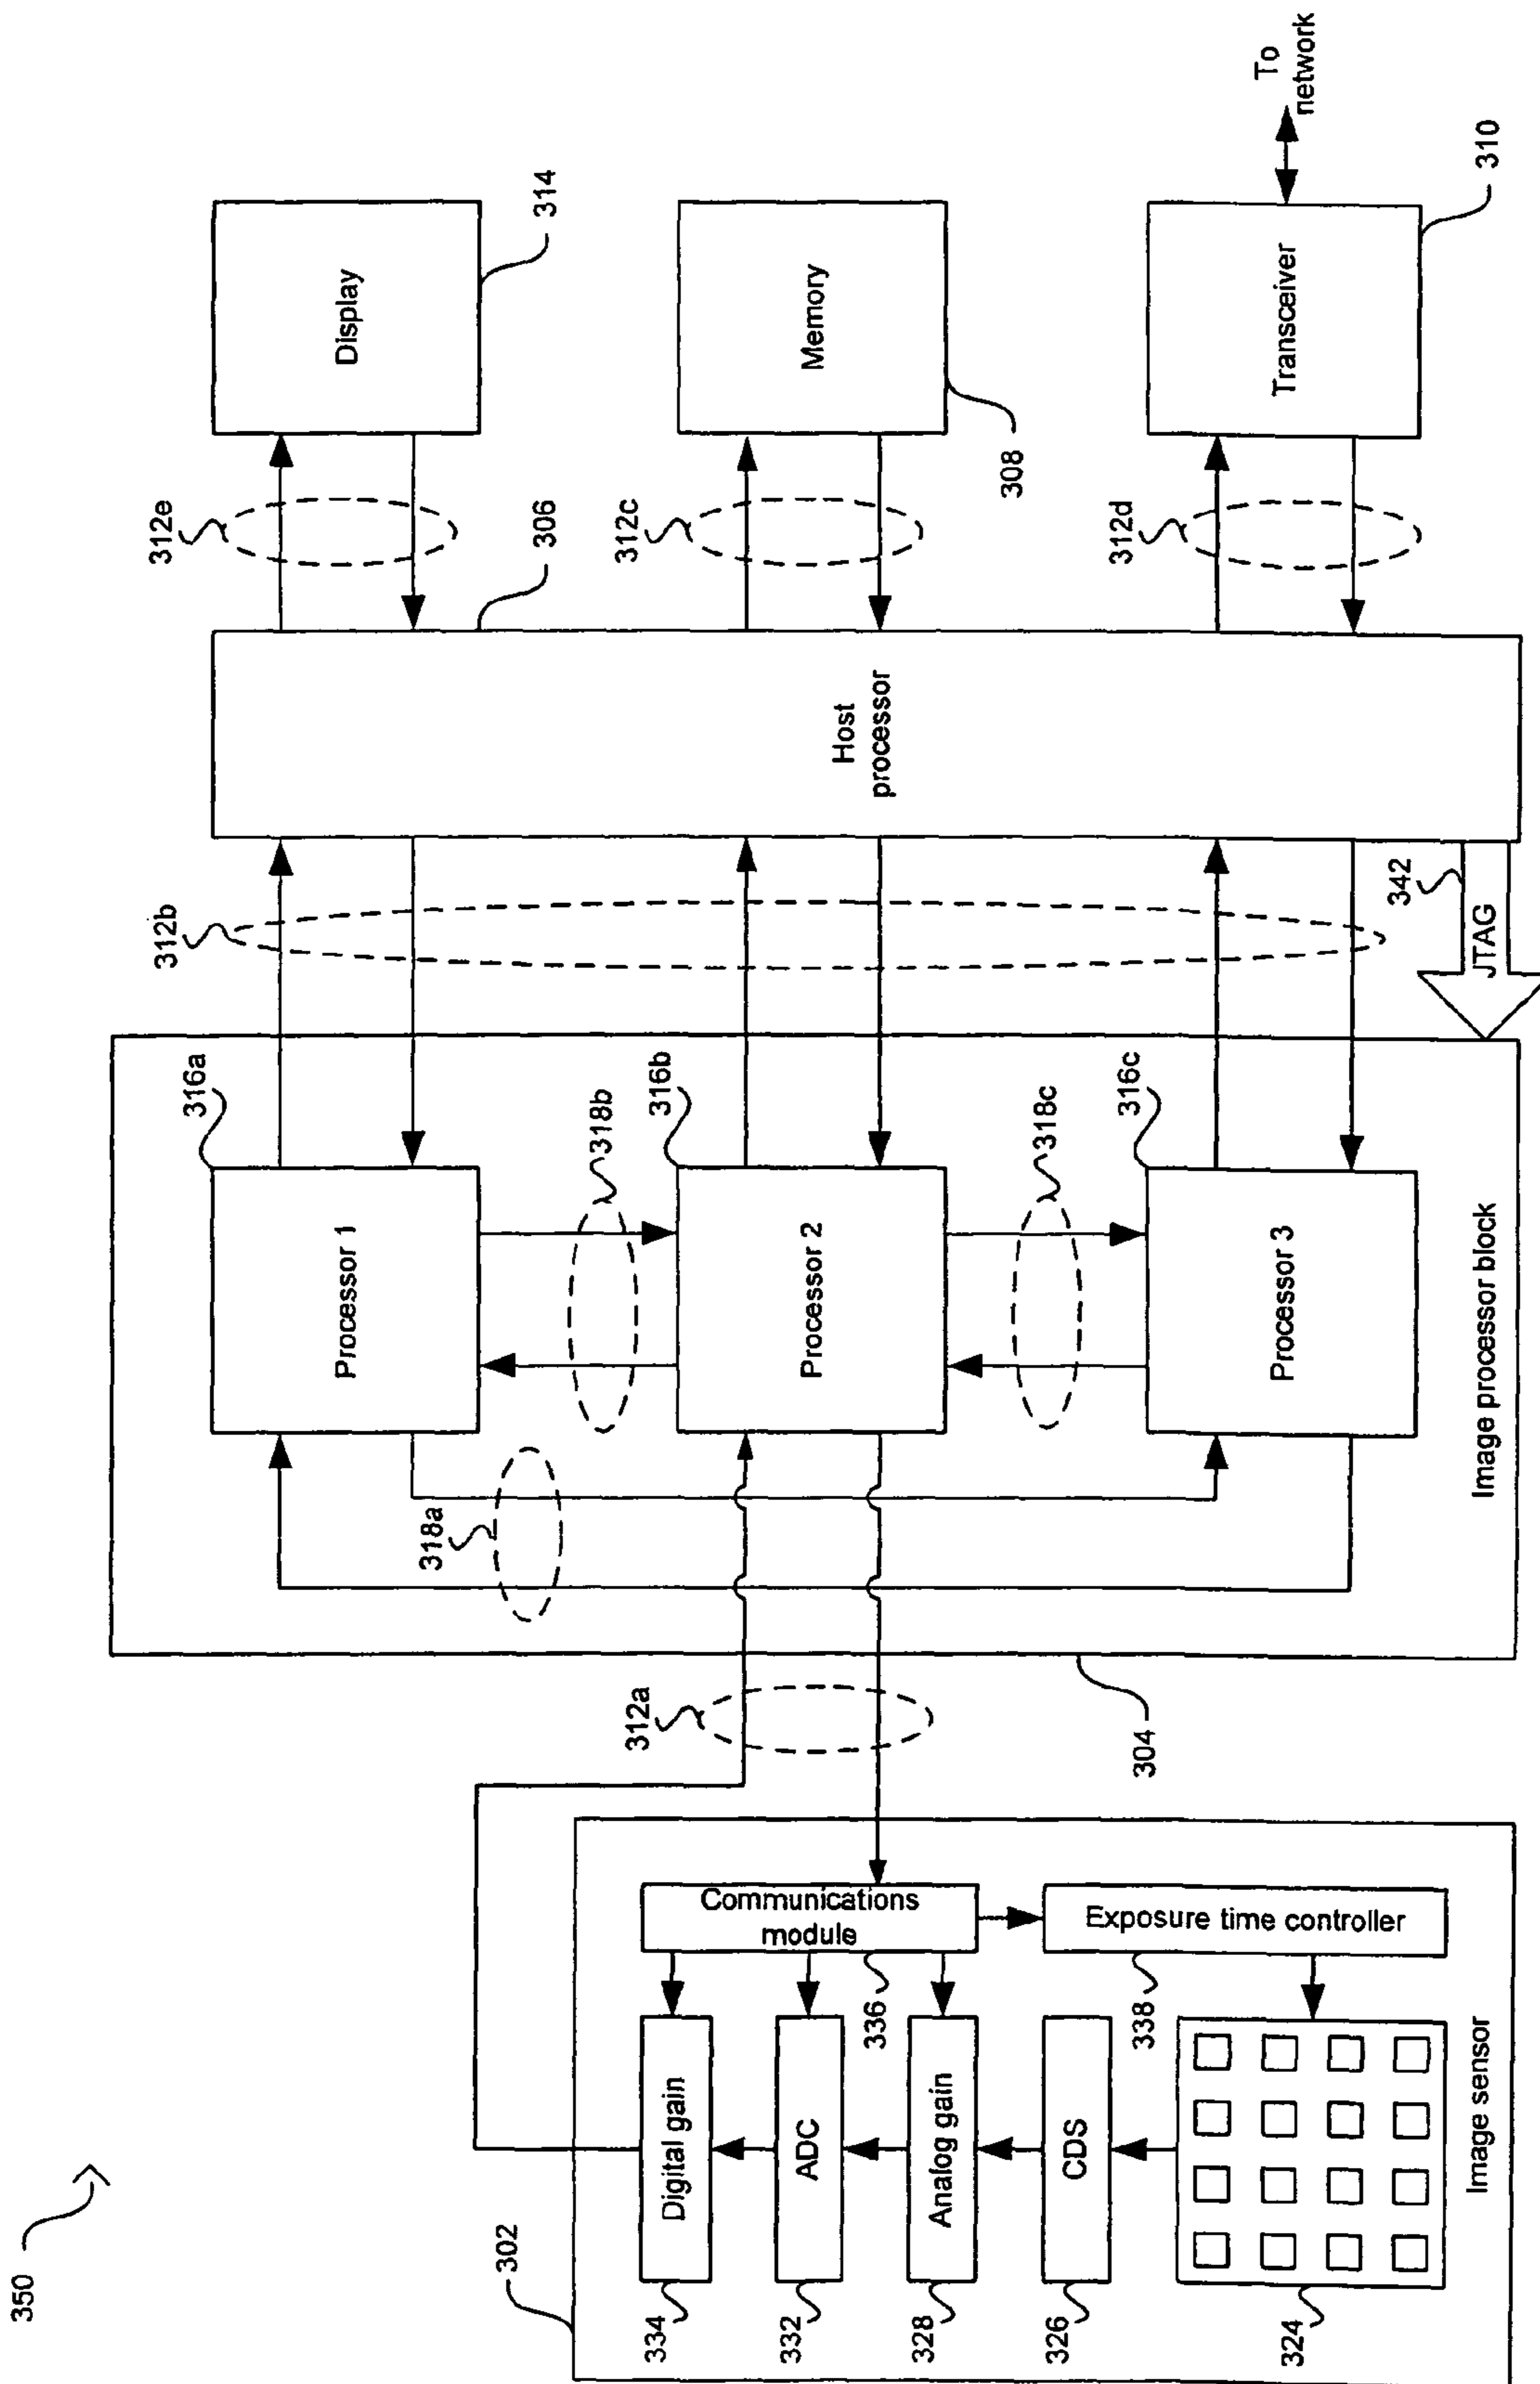 350
302
334
Digital gain
332
ADC
328
Analog gain
326
CDS
324
Image sensor
Communications
module
336
Exposure time controller
338
312a
304
318a
316a
Processor 1
318b
316b
Processor 2
318c
316c
Processor 3
Image processor block
312b
342
JTAG
Host
processor
306
312e
Display
314
312c
Memory
308
312d
Transceiver
310
To
network